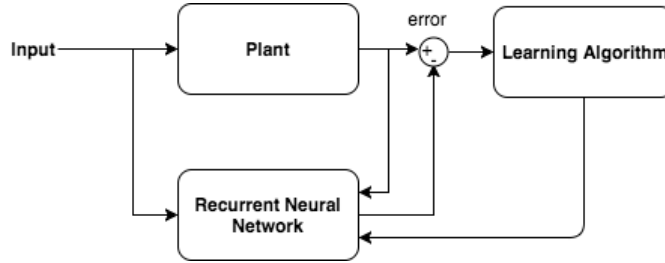 error
Input
Plant
+
-
Learning Algorithm
Recurrent Neural
Network